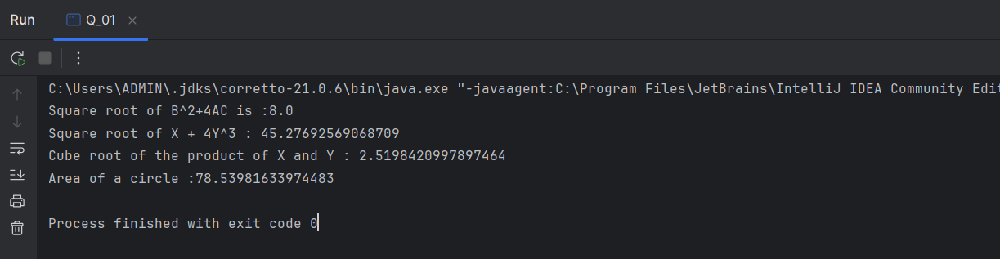 Run
Q_01
C:\Users\ADMIN\.jdks\corretto-21.0.6\bin\java.exe "-javaagent:C:\Program Files\JetBrains\IntelliJ IDEA Community Edit
Square root of B^2+4AC is :8.0
Square root of X + 4Y^3 : 45.27692569068709
Cube root of the product of X and Y : 2.5198420997897464
Area of a circle :78.53981633974483
Process finished with exit code 0